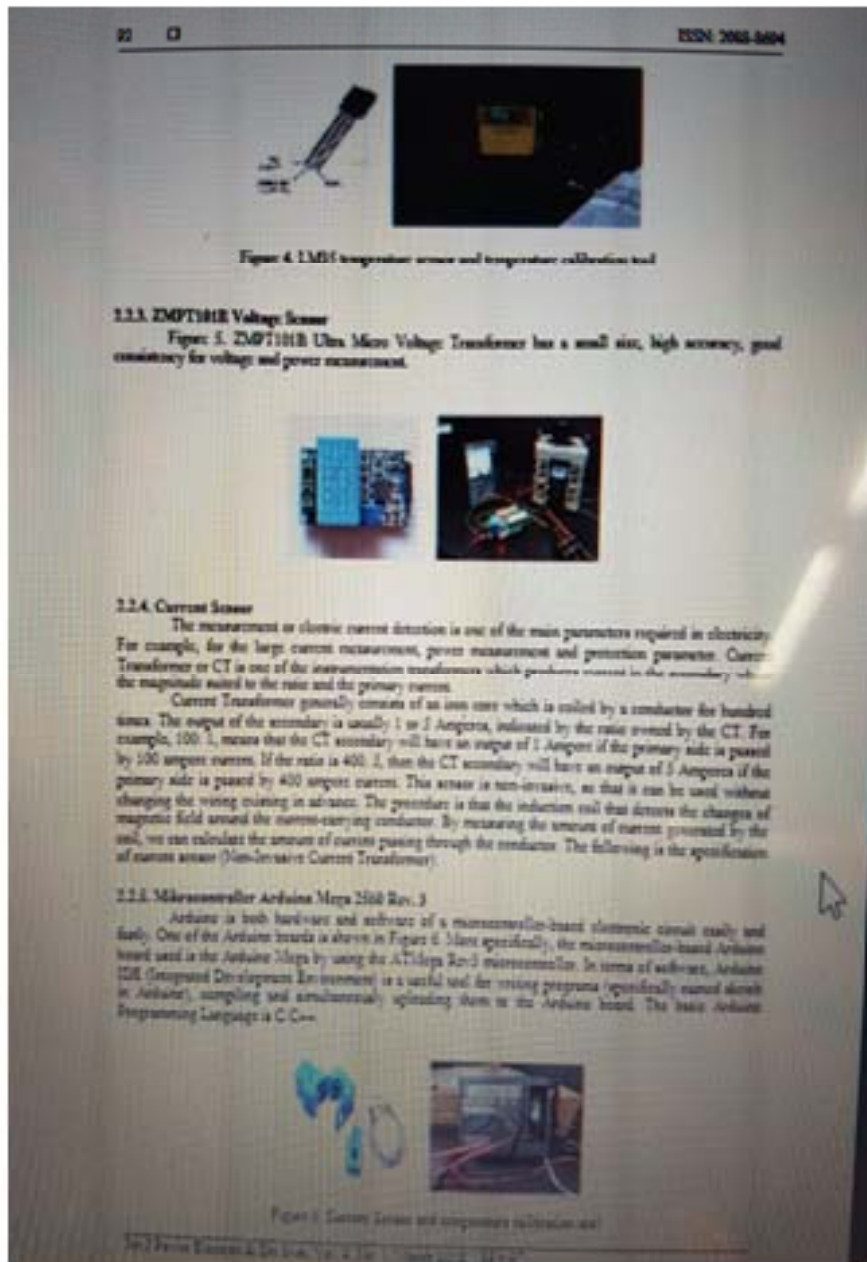 92 ISSN: 2088-8694
Figure 4. LM35 temperature sensor and temperature calibration tool
2.2.3. ZMPT101B Voltage Sensor
Figure 5. ZMPT101B Ultra Micro Voltage Transformer has a small size, high accuracy, good
consistency for voltage and power measurement.
2.2.4. Current Sensor
The measurement or electric current detection is one of the main parameters required in electricity.
For example, for the large current measurement, power measurement and protection parameter. Current
Transformer or CT is one of the instrumentation transformers which produces current in the secondary
the magnitude suited to the ratio and the primary current.
Current Transformer generally consists of an iron core which is coiled by a conductor for hundred
times. The output of the secondary is usually 1 or 5 Amperes, indicated by the ratio owned by the CT. For
example, 100: 1, means that the CT secondary will have an output of 1 Ampere if the primary side is passed
by 100 ampere current. If the ratio is 400: 5, then the CT secondary will have an output of 5 Amperes if the
primary side is passed by 400 ampere current. This sensor is non-invasive, so that it can be used without
changing the wiring existing in advance. The procedure is that the induction coil that detects the changes of
magnetic field around the current-carrying conductor. By measuring the amount of current generated by the
coil, we can calculate the amount of current passing through the conductor. The following is the specification
of current sensor (Non-Invasive Current Transformer).
2.2.5. Mikrocontroller Arduino Mega 2560 Rev. 3
Arduino is both hardware and software of a microcontroller-board electronic circuit easily and
One of the Arduino boards is shown in Figure 6. More specifically, the microcontroller-board Arduino
board used is the Arduino Mega by using the ATMega Rev3 microcontroller. In terms of software, Arduino
IDE (Integrated Development Environment) is a useful tool for writing programs (specifically named sketch
in Arduino), compiling and simultaneously uploading them to the Arduino board. The basic Arduino
Programming Language is C/C++.
Figure 6. Current Sensor and temperature calibration tool